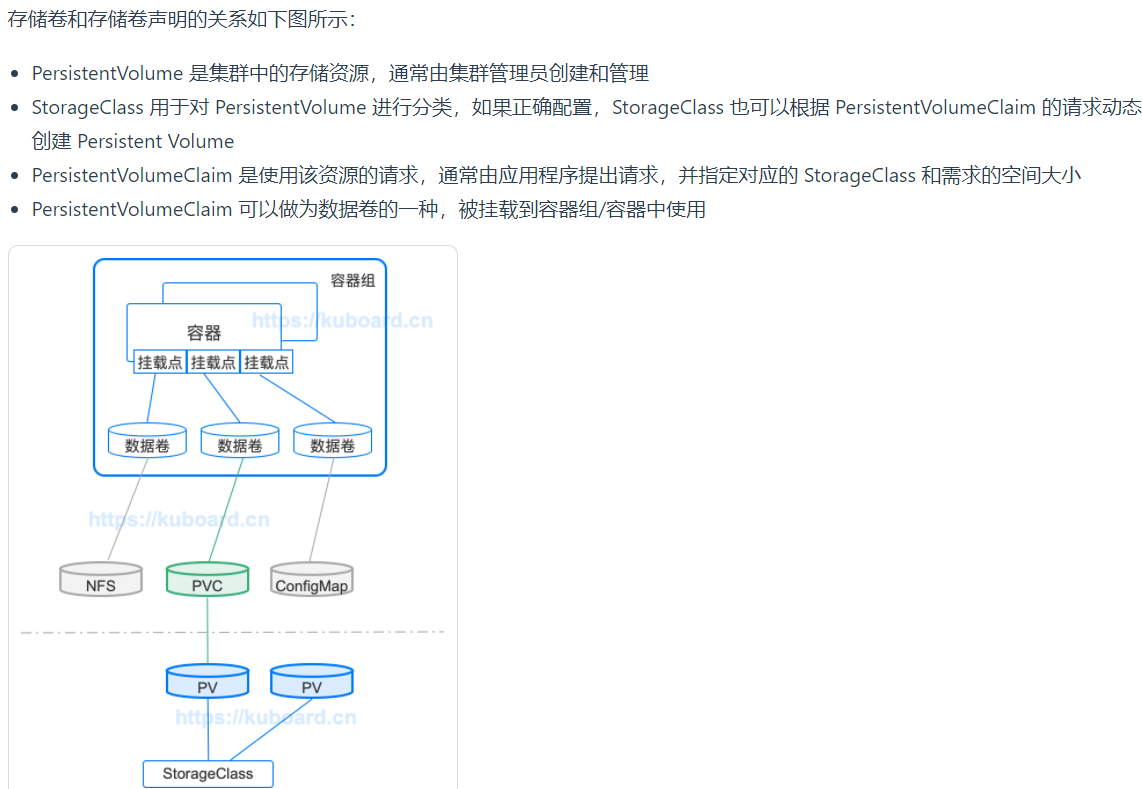 存储卷和存储卷声明的关系如下图所示：
PersistentVolume 是集群中的存储资源，通常由集群管理员创建和管理
StorageClass 用于对 PersistentVolume 进行分类，如果正确配置，StorageClass 也可以根据 PersistentVolumeClaim 的请求动态
创建 Persistent Volume
PersistentVolumeClaim 是使用该资源的请求，通常由应用程序提出请求，并指定对应的 StorageClass 和需求的空间大小
PersistentVolumeClaim 可以做为数据卷的一种，被挂载到容器组/容器中使用
容器组
https://kuboard.cn
容器
挂载点 挂载点 挂载点
数据卷 数据卷 数据卷
https://kuboard.cn
NFS PVC ConfigMap
PV PV
https://kuboard.cn
StorageClass